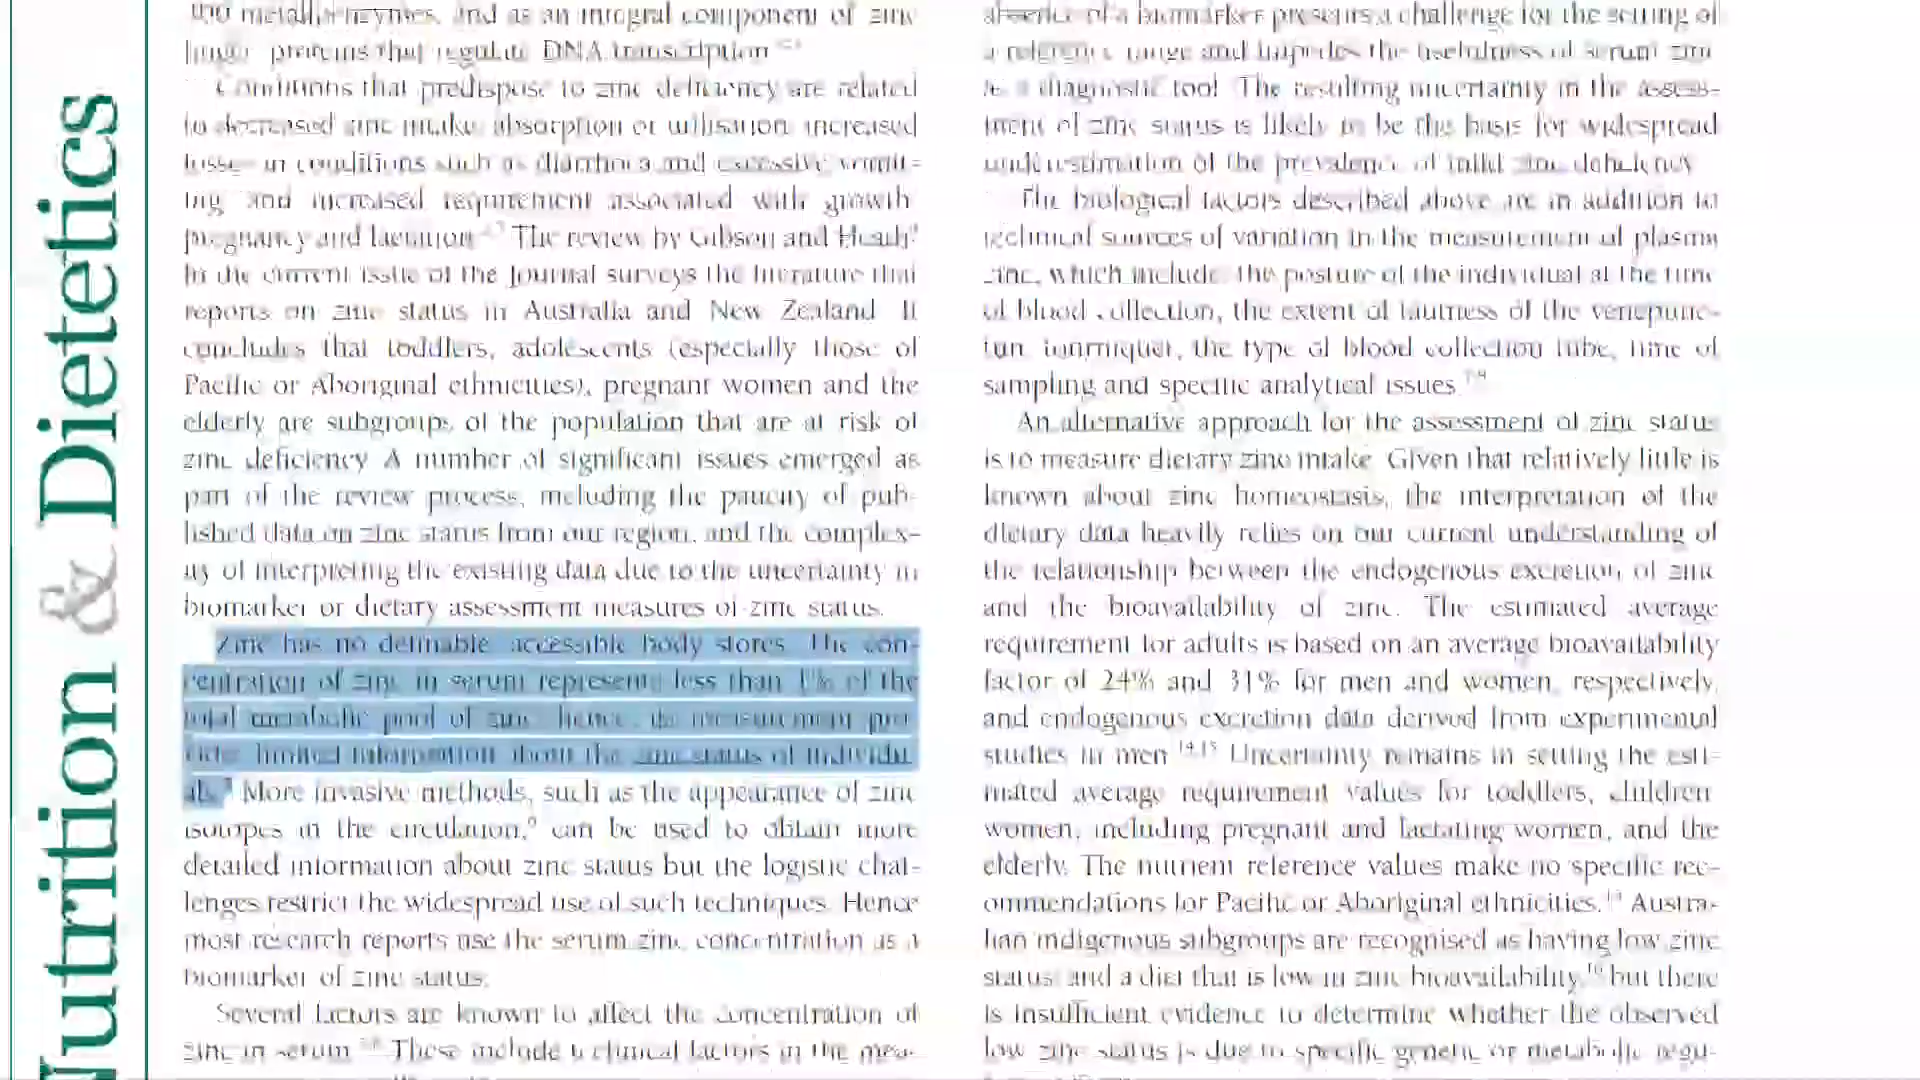 Nutrition & Dietetics
two metalloenzymes, and as an integral component of zinc
finger proteins that regulate DNA transcription
Conditions that predispose to zinc deficiency are related
to decreased zinc intake, absorption or utilisation, increased
losses in conditions such as diarrhoea and excessive vomit-
ing and increased requirement associated with growth
pregnancy and lactation The review by Gibson and Heath
in the current issue of the Journal surveys the literature that
reports on zinc status in Australia and New Zealand It
concludes that toddlers, adolescents (especially those of
Pacific or Aboriginal ethnicities), pregnant women and the
elderly are subgroups of the population that are at risk of
zinc deficiency A number of significant issues emerged as
part of the review process, including the paucity of pub-
lished data on zinc status from our region, and the complex-
ity of interpreting the existing data due to the uncertainty in
biomarker or dietary assessment measures of zinc status.
Zinc has no definable accessible body stores. The con-
centration of zinc in serum represents less than 1% of the
total metabolic pool of zinc, hence, its measurement pro-
vides limited information about the zinc status of individu-
als. More invasive methods, such as the appearance of zinc
isotopes in the circulation, can be used to obtain more
detailed information about zinc status but the logistic chal-
lenges restrict the widespread use of such techniques. Hence
most research reports use the serum zinc concentration as a
biomarker of zinc status.
Several factors are known to affect the concentration of
zinc in serum These include technical factors in the mea-
absence of a biomarker presents a challenge for the setting of
a reference range and impedes the usefulness of serum zinc
as a diagnostic tool The resulting uncertainty in the assess-
ment of zinc status is likely to be the basis for widespread
underestimation of the prevalence of mild zinc deficiency
The biological factors described above are in addition to
technical sources of variation in the measurement of plasma
zinc, which include the posture of the individual at the time
of blood collection, the extent of tautness of the venepunc-
ture tourniquet, the type of blood collection tube, time of
sampling and specific analytical issues.
An alternative approach for the assessment of zinc status
is to measure dietary zinc intake. Given that relatively little is
known about zinc homeostasis, the interpretation of the
dietary data heavily relies on our current understanding of
the relationship between the endogenous excretion of zinc
and the bioavailability of zinc. The estimated average
requirement for adults is based on an average bioavailability
factor of 24% and 31% for men and women, respectively,
and endogenous excretion data derived from experimental
studies in men 14,15 Uncertainty remains in setting the esti-
mated average requirement values for toddlers, children
women, including pregnant and lactating women, and the
elderly. The nutrient reference values make no specific rec-
ommendations for Pacific or Aboriginal ethnicities. Austra-
lian indigenous subgroups are recognised as having low zinc
status and a diet that is low in zinc bioavailability, but there
is insufficient evidence to determine whether the observed
low zinc status is due to specific genetic or metabolic regu-